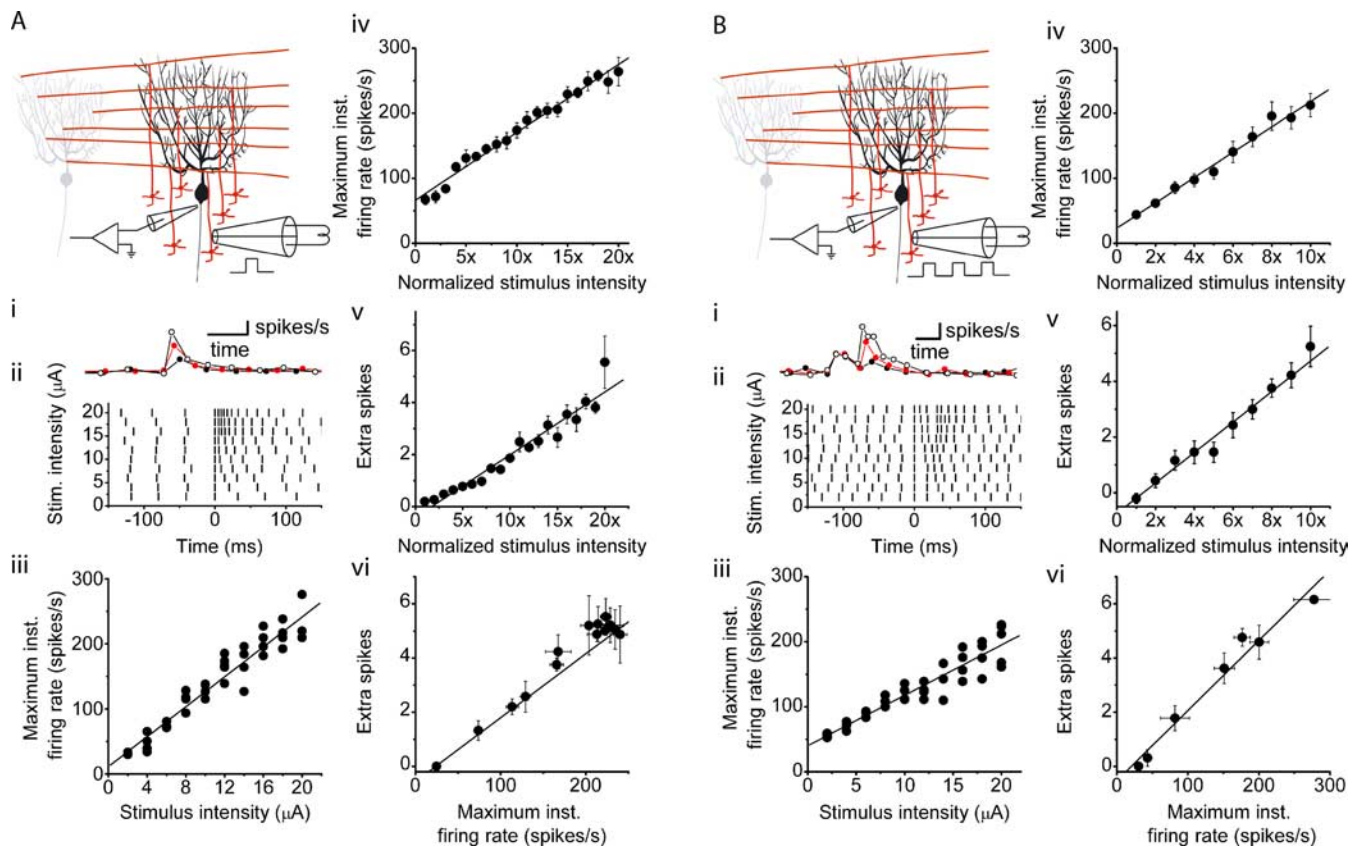 A
iv
Maximum inst.
firing rate (spikes/s)
300
200
100
0
0 5x 10x 15x 20x
Normalized stimulus intensity
i
spikes/s
time
ii
Stim. intensity (μA)
20
15
10
5
0
-100 0 100
Time (ms)
v
Extra spikes
6
4
2
0
5x 10x 15x 20x
Normalized stimulus intensity
iii
Maximum inst.
firing rate (spikes/s)
300
200
100
0
0 4 8 12 16 20
Stimulus intensity (μA)
vi
Extra spikes
6
4
2
0
0 100 200
Maximum inst.
firing rate (spikes/s)
B
iv
Maximum inst.
firing rate (spikes/s)
300
200
100
0
0 2x 4x 6x 8x 10x
Normalized stimulus intensity
i
spikes/s
time
ii
Stim. intensity (μA)
20
15
10
5
0
-100 0 100
Time (ms)
v
Extra spikes
6
4
2
0
2x 4x 6x 8x 10x
Normalized stimulus intensity
iii
Maximum inst.
firing rate (spikes/s)
300
200
100
0
0 5 10 15 20
Stimulus intensity (μA)
vi
Extra spikes
6
4
2
0
0 100 200 300
Maximum inst.
firing rate (spikes/s)